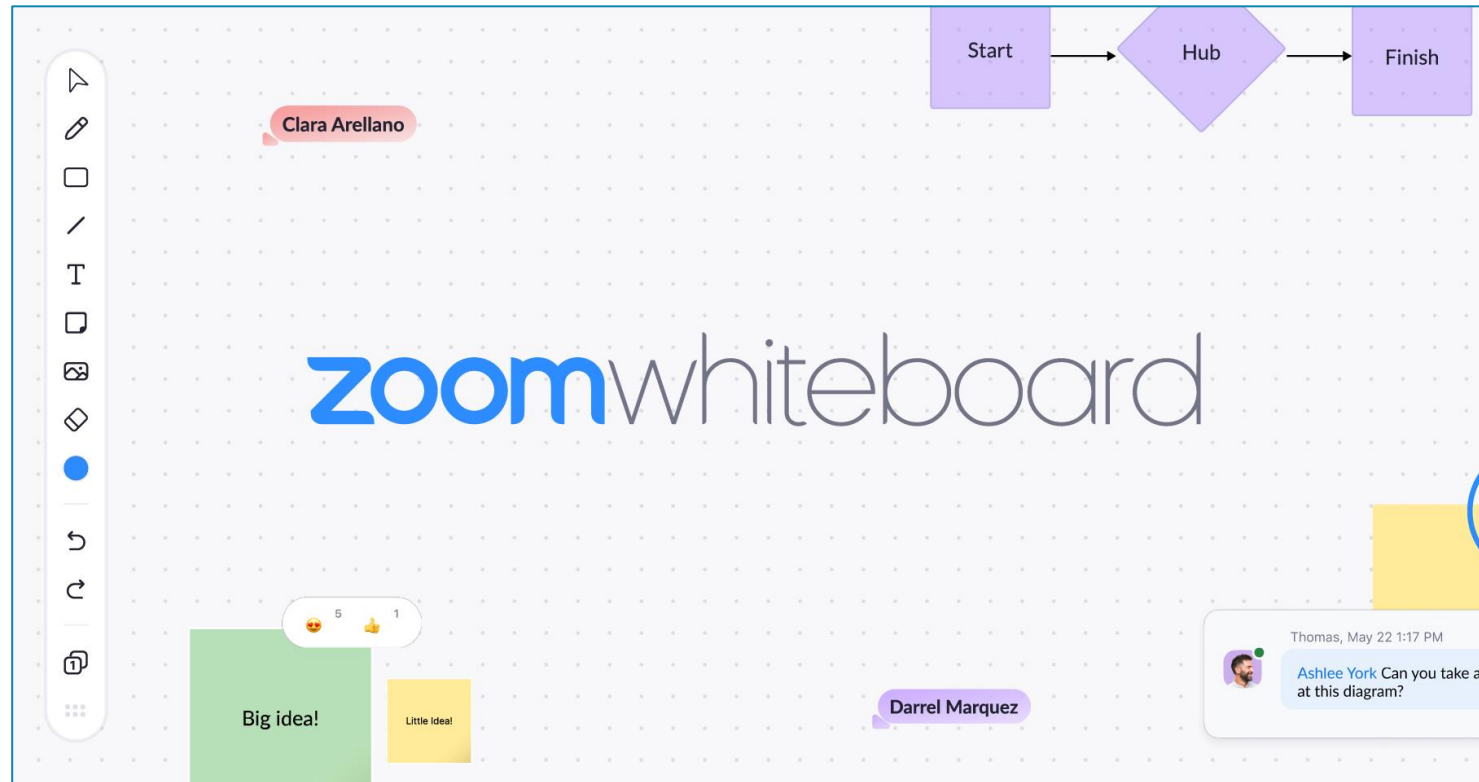 Start
Hub
Finish
Clara Arellano
T
zoomwhiteboard
5
1
1
Big idea!
Little Idea!
Darrel Marquez
Thomas, May 22 1:17 PM
Ashlee York Can you take a
at this diagram?